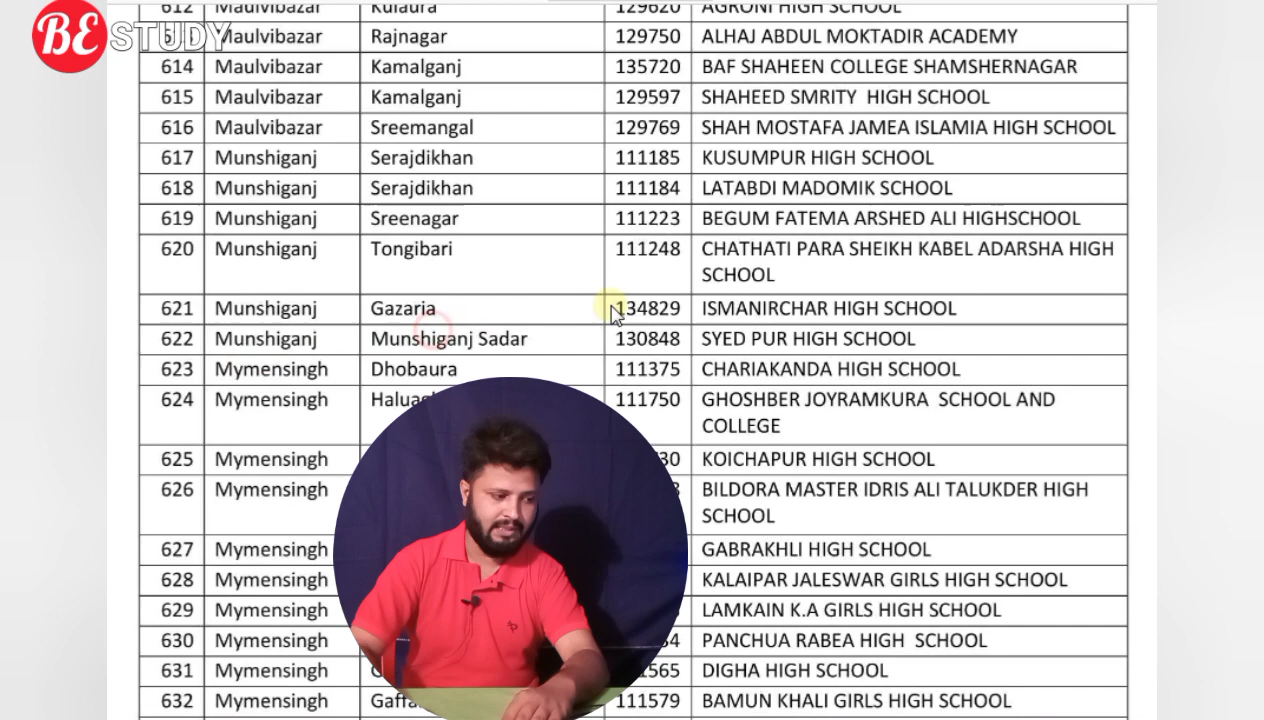 BE STUDY
612 Maulvibazar Kulaura 129620 AGRONI HIGH SCHOOL
Maulvibazar Rajnagar 129750 ALHAJ ABDUL MOKTADIR ACADEMY
614 Maulvibazar Kamalganj 135720 BAF SHAHEEN COLLEGE SHAMSHERNAGAR
615 Maulvibazar Kamalganj 129597 SHAHEED SMRITY HIGH SCHOOL
616 Maulvibazar Sreemangal 129769 SHAH MOSTAFA JAMEA ISLAMIA HIGH SCHOOL
617 Munshiganj Serajdikhan 111185 KUSUMPUR HIGH SCHOOL
618 Munshiganj Serajdikhan 111184 LATABDI MADOMIK SCHOOL
619 Munshiganj Sreenagar 111223 BEGUM FATEMA ARSHED ALI HIGHSCHOOL
620 Munshiganj Tongibari 111248 CHATHATI PARA SHEIKH KABEL ADARSHA HIGH
SCHOOL
621 Munshiganj Gazaria 134829 ISMANIRCHAR HIGH SCHOOL
622 Munshiganj Munshiganj Sadar 130848 SYED PUR HIGH SCHOOL
623 Mymensingh Dhobaura 111375 CHARIAKANDA HIGH SCHOOL
624 Mymensingh 111750 GHOSHBER JOYRAMKURA SCHOOL AND
COLLEGE
625 Mymensingh KOICHAPUR HIGH SCHOOL
626 Mymensingh BILDORA MASTER IDRIS ALI TALUKDER HIGH
SCHOOL
627 Mymensingh GABRAKHLI HIGH SCHOOL
628 Mymensingh KALAIPAR JALESWAR GIRLS HIGH SCHOOL
629 Mymensingh LAMKAIN K.A GIRLS HIGH SCHOOL
630 Mymensingh PANCHUA RABEA HIGH SCHOOL
631 Mymensingh DIGHA HIGH SCHOOL
632 Mymensingh 111579 BAMUN KHALI GIRLS HIGH SCHOOL